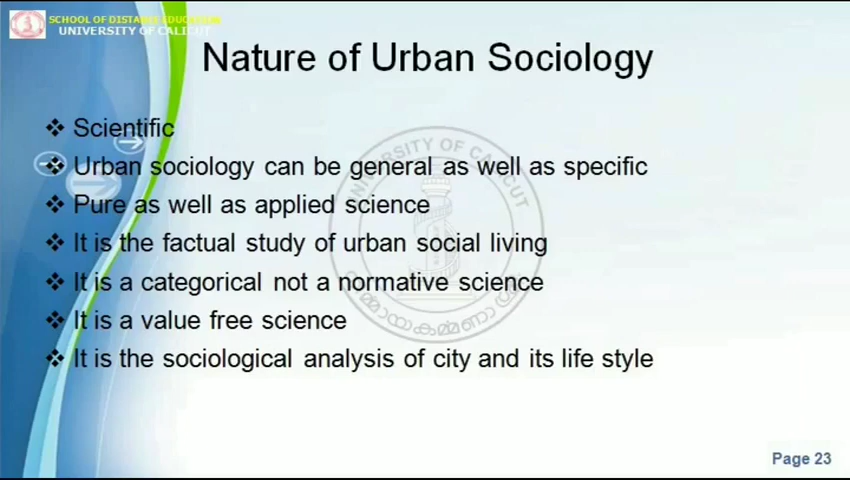 SCHOOL OF DISTANCE EDUCATION
UNIVERSITY OF CALICUT
Nature of Urban Sociology
❖ Scientific
❖ Urban sociology can be general as well as specific
❖ Pure as well as applied science
❖ It is the factual study of urban social living
❖ It is a categorical not a normative science
❖ It is a value free science
❖ It is the sociological analysis of city and its life style
UNIVERSITY OF CALICUT
Page 23